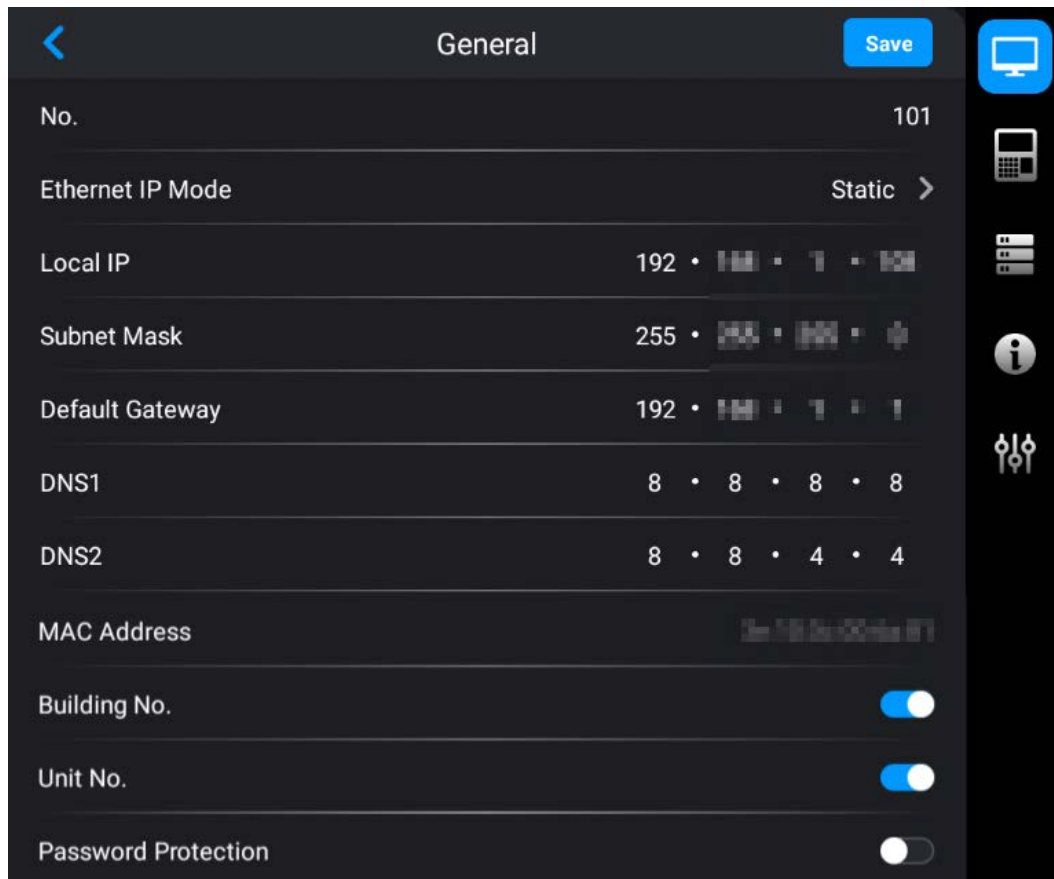 General
Save
No. 101
Ethernet IP Mode Static
Local IP 192 •
Subnet Mask 255 •
Default Gateway 192 •
DNS1 8 • 8 • 8 • 8
DNS2 8 • 8 • 4 • 4
MAC Address
Building No.
Unit No.
Password Protection